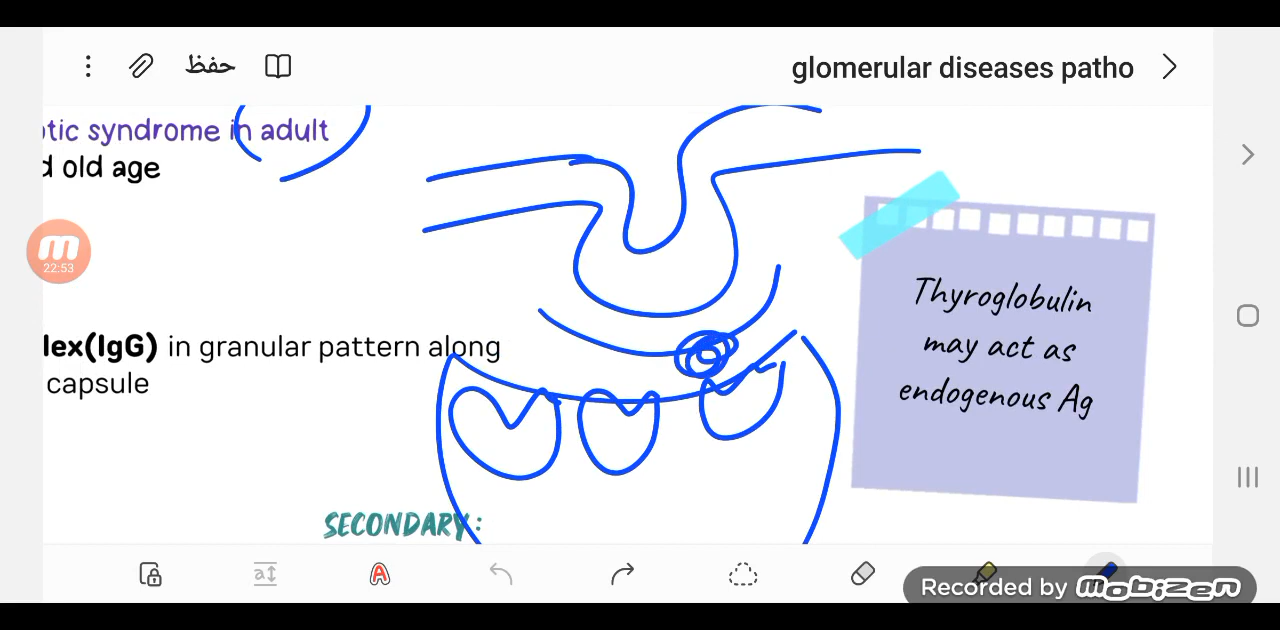 حفظ
glomerular diseases patho
otic syndrome in adult
d old age
22:53
lex(IgG) in granular pattern along
capsule
Thyroglobulin
may act as
endogenous Ag
SECONDARY:
Recorded by mobizen